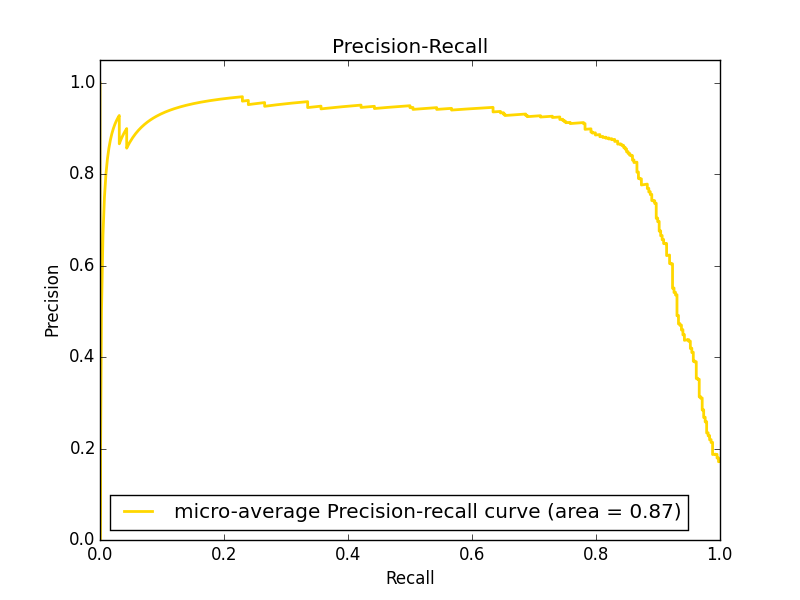 Precision-Recall
1.0
0.8
0.6
0.4
0.2
0.0
Precision
micro-average Precision-recall curve (area = 0.87)
0.0 0.2 0.4 0.6 0.8 1.0
Recall